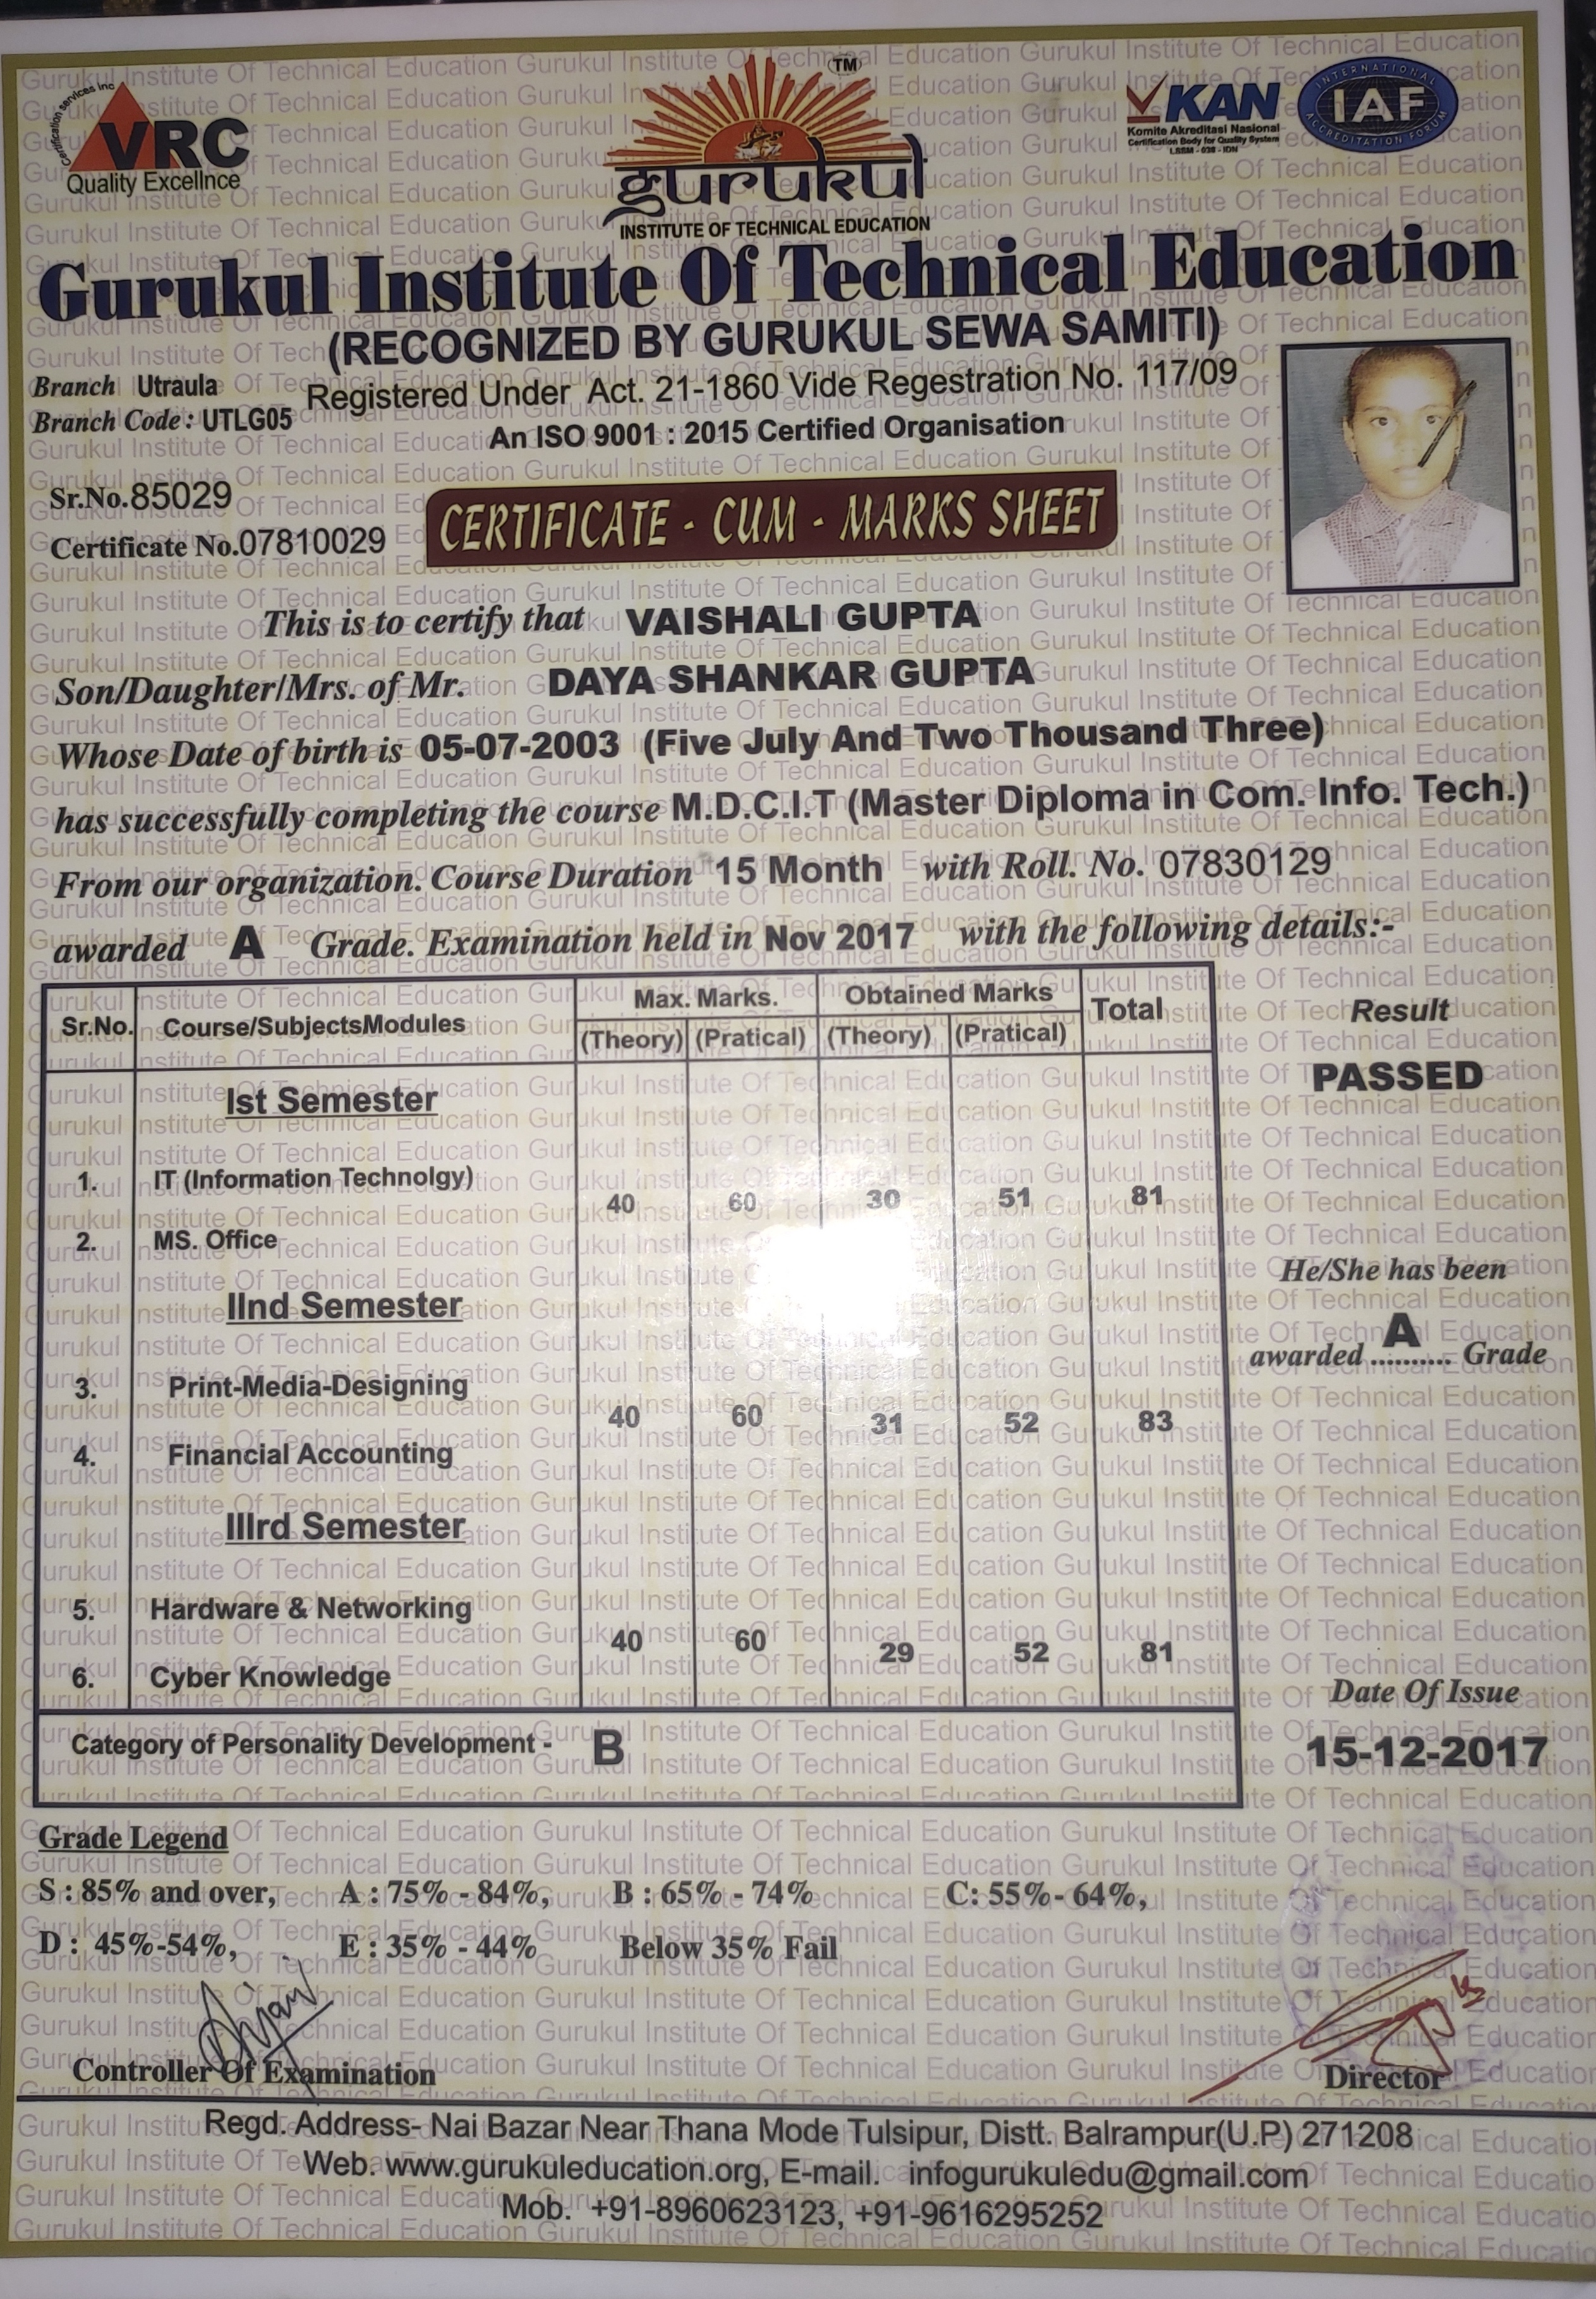 Certification services inc
VRC
Quality Excellnce
TM
gurukul
INSTITUTE OF TECHNICAL EDUCATION
KAN
Komite Akreditasi Nasional
Certification Body for Quality System
LSSM - 038 - IDN
INTERNATIONAL
IAF
ACCREDITATION FORUM
Gurukul Institute Of Technical Education
(RECOGNIZED BY GURUKUL SEWA SAMITI)
Branch Utraula
Registered Under Act. 21-1860 Vide Regestration No. 117/09
Branch Code : UTLG05
An ISO 9001 : 2015 Certified Organisation
Sr.No.85029
CERTIFICATE - CUM - MARKS SHEET
Certificate No.07810029
This is to certify that VAISHALI GUPTA
Son/Daughter/Mrs. of Mr. DAYA SHANKAR GUPTA
Whose Date of birth is 05-07-2003 (Five July And Two Thousand Three)
has successfully completing the course M.D.C.I.T (Master Diploma in Com. Info. Tech.)
From our organization. Course Duration 15 Month with Roll. No. 07830129
awarded A Grade. Examination held in Nov 2017 with the following details:-
Sr.No. Course/SubjectsModules Max. Marks. Obtained Marks Total
(Theory) (Pratical) (Theory) (Pratical)
Ist Semester
1. IT (Information Technolgy)
40 60 30 51 81
2. MS. Office
IInd Semester
3. Print-Media-Designing
40 60 31 52 83
4. Financial Accounting
IIIrd Semester
5. Hardware & Networking
40 60 29 52 81
6. Cyber Knowledge
Category of Personality Development - B
Result
PASSED
He/She has been
A
awarded .......... Grade
Date Of Issue
15-12-2017
Grade Legend
S : 85% and over, A : 75% - 84%, B : 65% - 74% C: 55%- 64%,
D : 45%-54%, E : 35% - 44% Below 35% Fail
Controller Of Examination
Director
Regd. Address- Nai Bazar Near Thana Mode Tulsipur, Distt. Balrampur(U.P) 271208
Web. www.gurukuleducation.org, E-mail. infogurukuledu@gmail.com
Mob. +91-8960623123, +91-9616295252